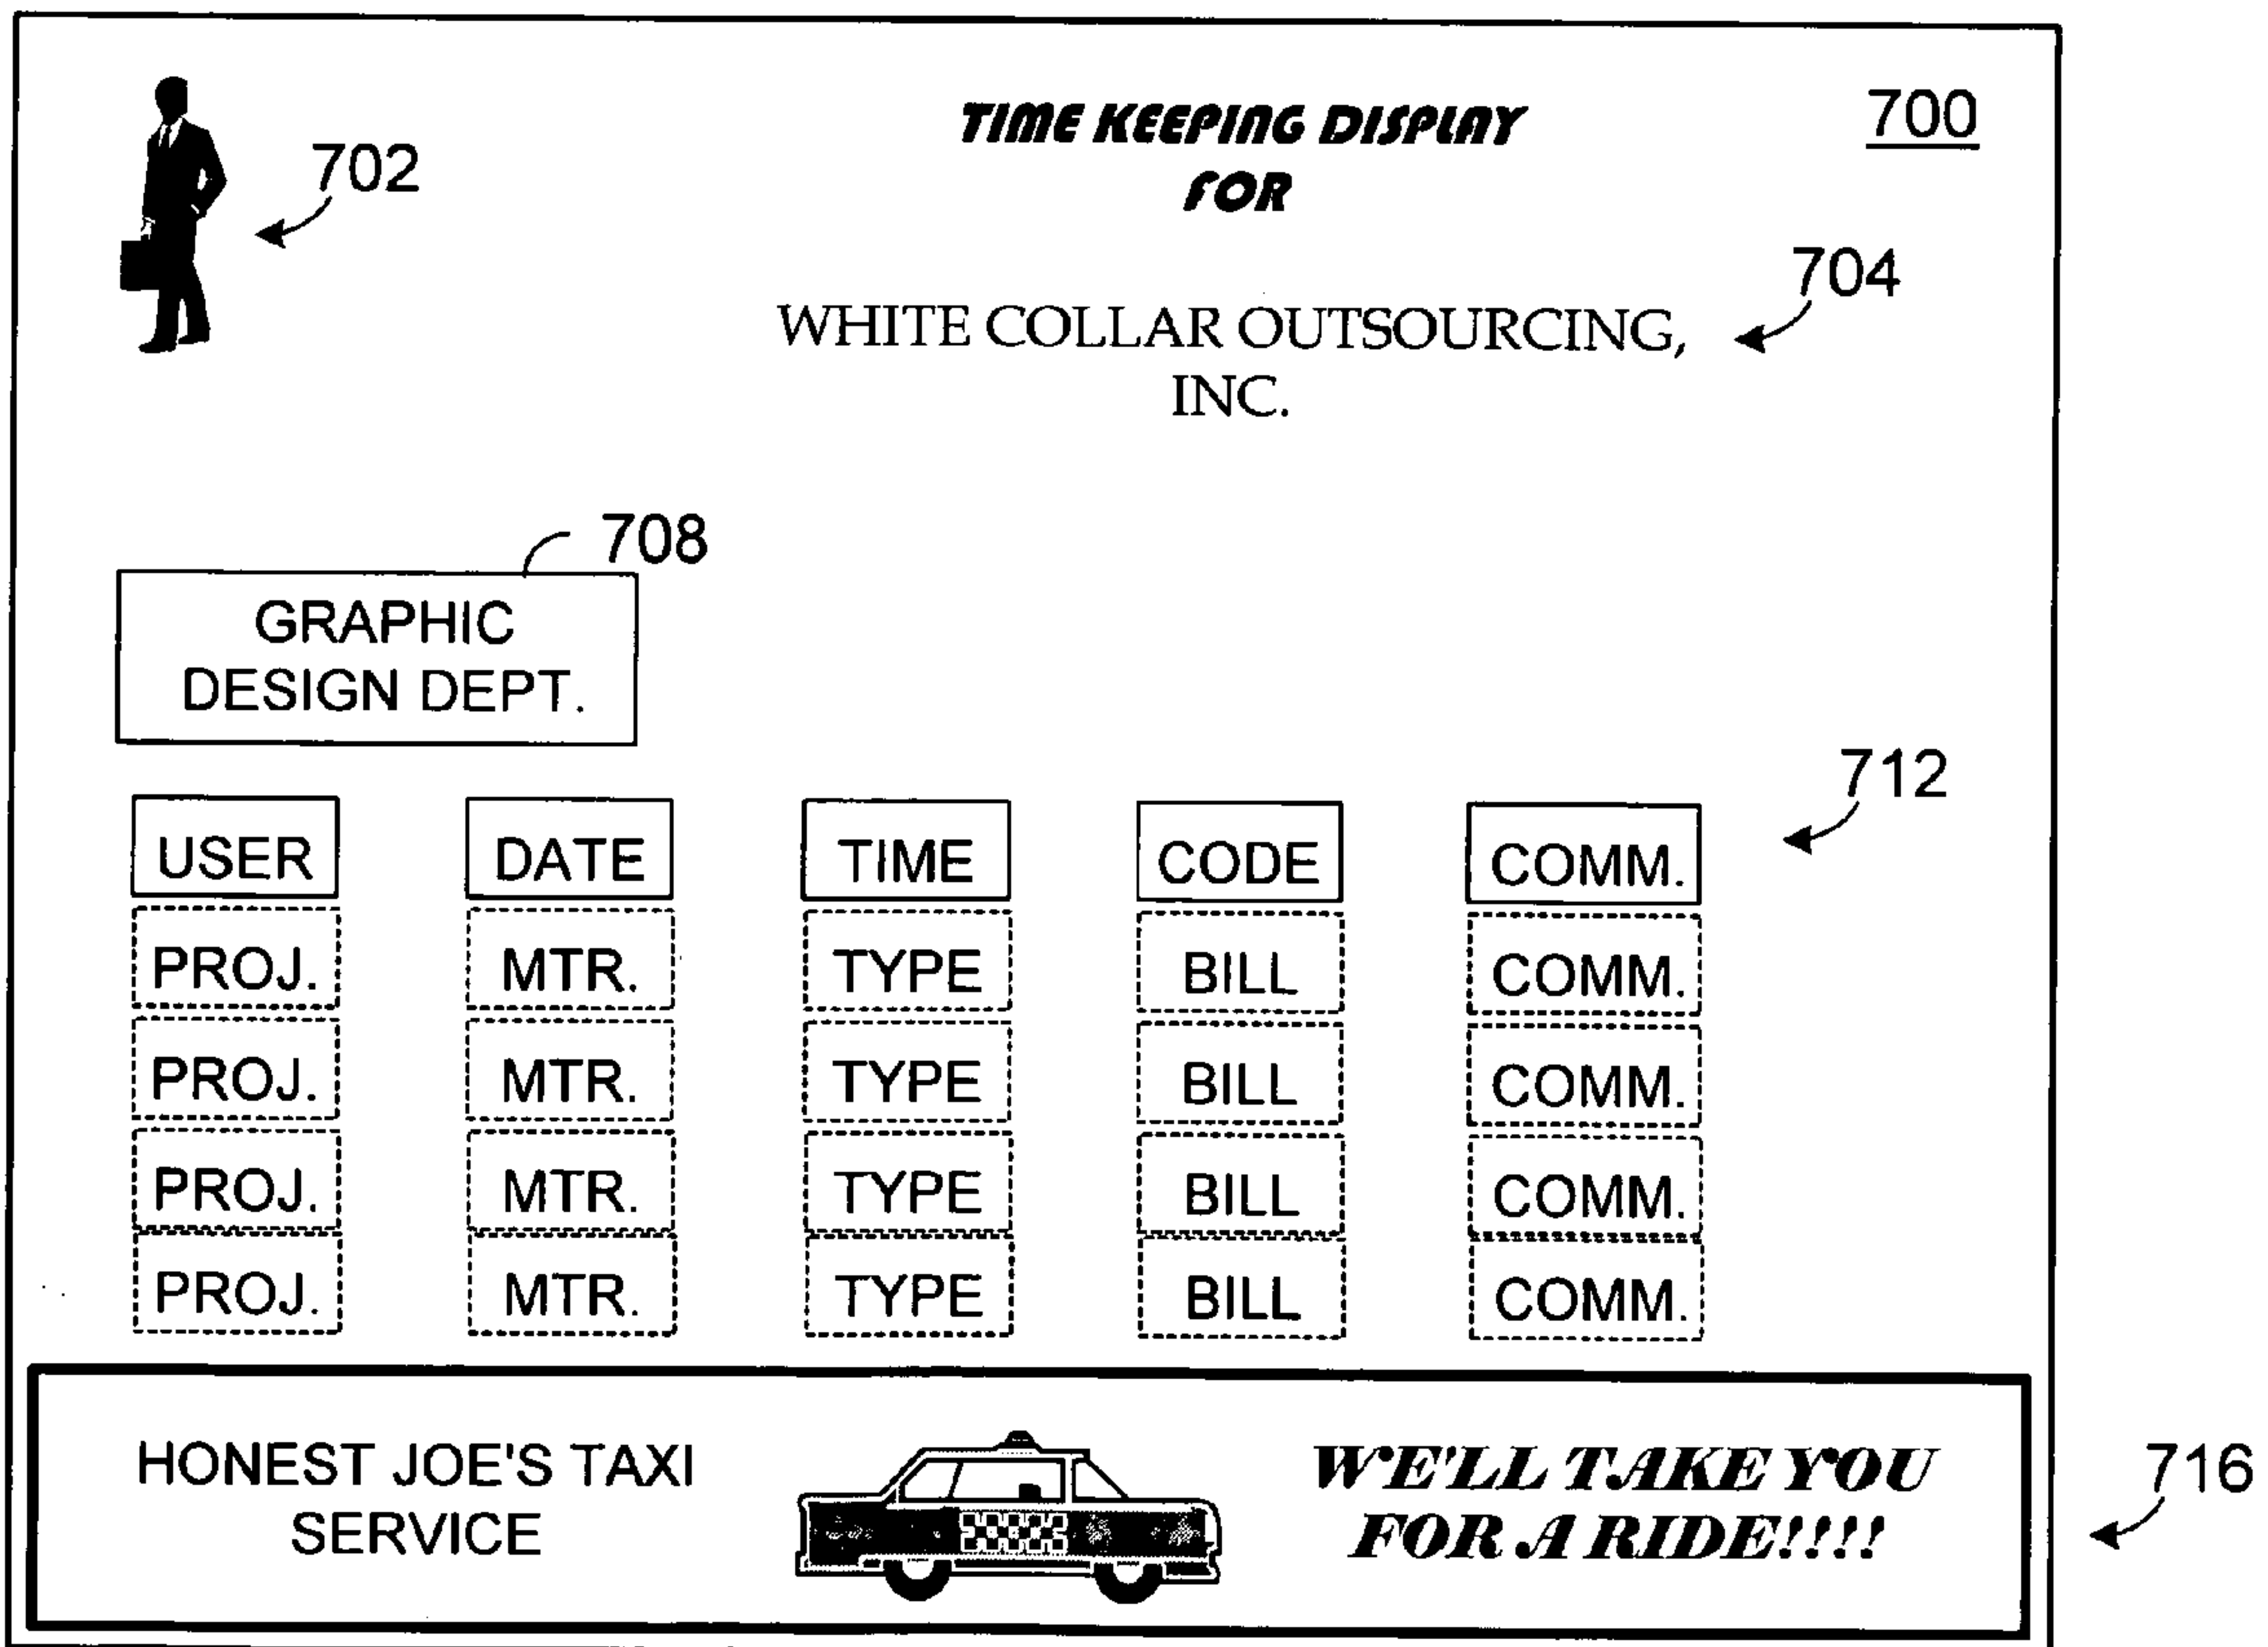 TIME KEEPING DISPLAY 700
FOR
702
704
WHITE COLLAR OUTSOURCING,
INC.
708
GRAPHIC
DESIGN DEPT.
712
USER DATE TIME CODE COMM.
PROJ. MTR. TYPE BILL COMM.
PROJ. MTR. TYPE BILL COMM.
PROJ. MTR. TYPE BILL COMM.
PROJ. MTR. TYPE BILL COMM.
HONEST JOE'S TAXI WE'LL TAKE YOU 716
SERVICE FOR A RIDE!!!!